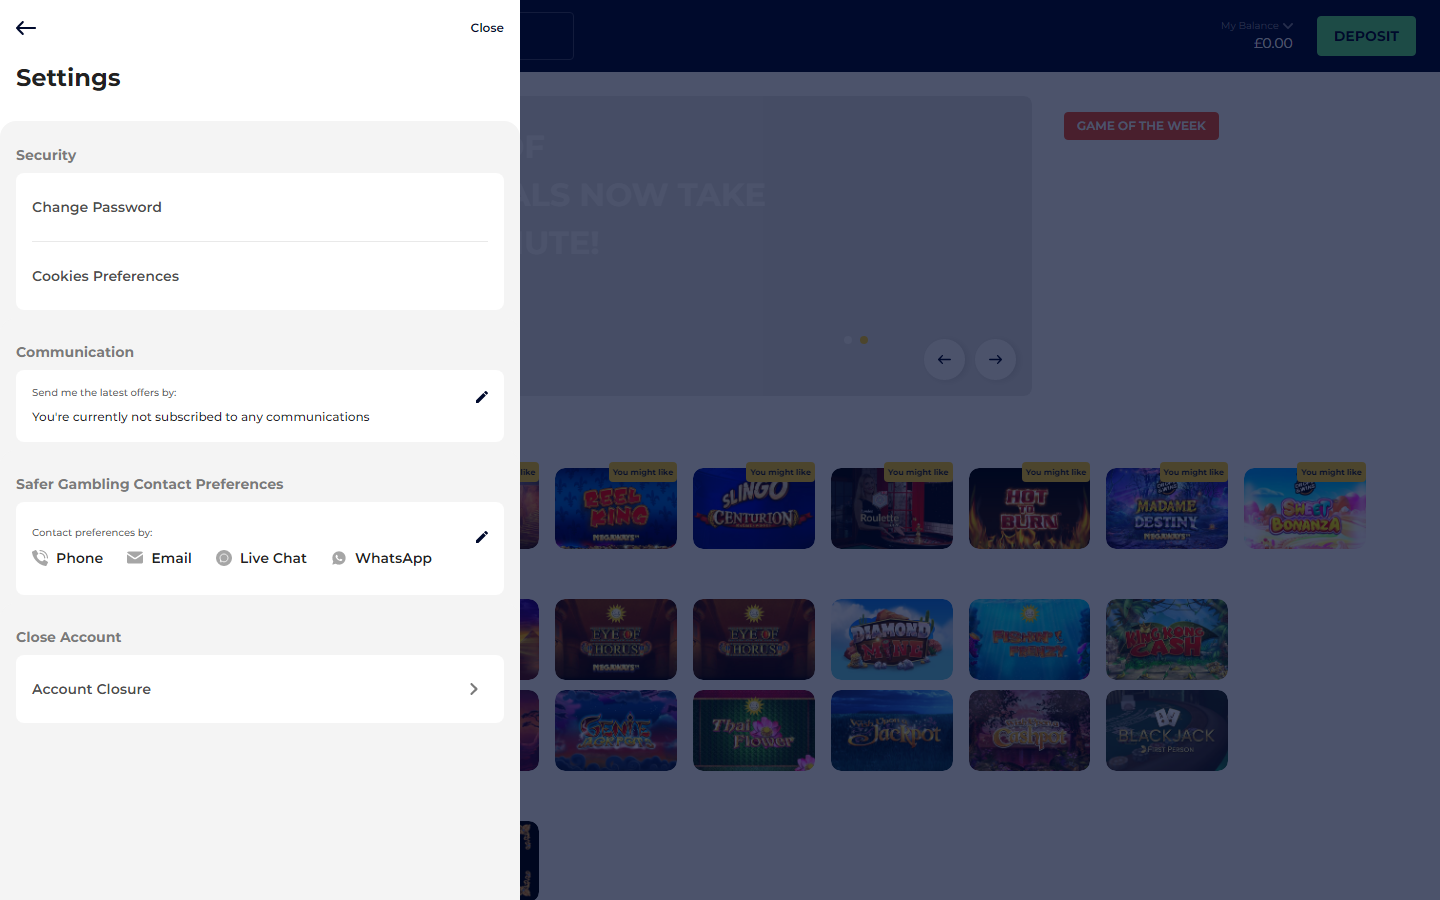 Close
Settings
Security
Change Password
Cookies Preferences
Communication
Send me the latest offers by:
You're currently not subscribed to any communications
Safer Gambling Contact Preferences
Contact preferences by:
Phone
Email
Live Chat
WhatsApp
Close Account
Account Closure
My Balance
£0.00
DEPOSIT
NOW TAKE
GAME OF THE WEEK
like
You might like
You might like
You might like
You might like
You might like
You might like
REEL KING
MEGAWAYS
SLINGO
CENTURION
Roulette
HOT TO BURN
MADAME DESTINY
MEGAWAYS
SWEET BONANZA
EYE OF HORUS
MEGAWAYS
EYE OF HORUS
DIAMOND MINE
FISHIN' FRENZY
KING KONG CASH
GENIE JACKPOTS
Thai Flower
Jackpot
BLACKJACK
FIRST PERSON